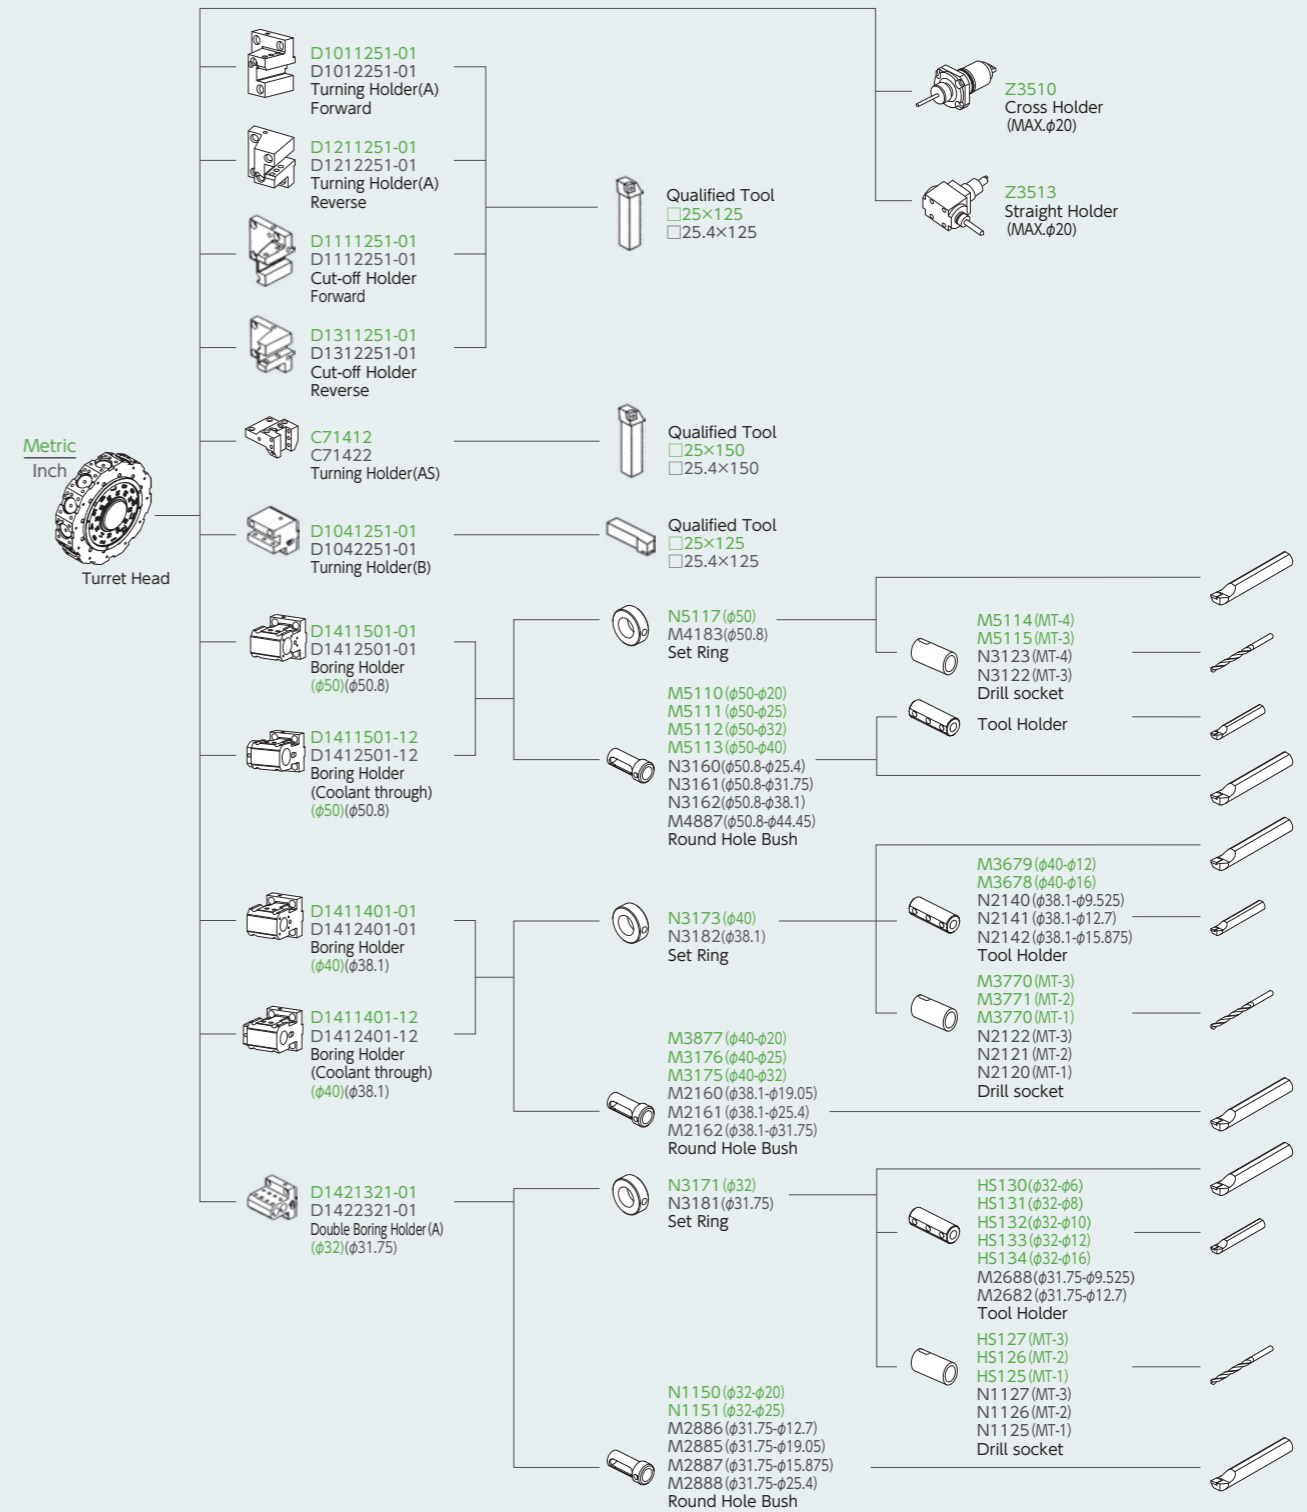 Metric
Inch
Turret Head
D1011251-01
D1012251-01
Turning Holder(A)
Forward
D1211251-01
D1212251-01
Turning Holder(A)
Reverse
D1111251-01
D1112251-01
Cut-off Holder
Forward
D1311251-01
D1312251-01
Cut-off Holder
Reverse
C71412
C71422
Turning Holder(AS)
D1041251-01
D1042251-01
Turning Holder(B)
D1411501-01
D1412501-01
Boring Holder
(φ50)(φ50.8)
D1411501-12
D1412501-12
Boring Holder
(Coolant through)
(φ50)(φ50.8)
D1411401-01
D1412401-01
Boring Holder
(φ40)(φ38.1)
D1411401-12
D1412401-12
Boring Holder
(Coolant through)
(φ40)(φ38.1)
D1421321-01
D1422321-01
Double Boring Holder(A)
(φ32)(φ31.75)
Qualified Tool
□25×125
□25.4×125
Qualified Tool
□25×150
□25.4×150
Qualified Tool
□25×125
□25.4×125
N5117(φ50)
M4183(φ50.8)
Set Ring
M5110(φ50-φ20)
M5111(φ50-φ25)
M5112(φ50-φ32)
M5113(φ50-φ40)
N3160(φ50.8-φ25.4)
N3161(φ50.8-φ31.75)
N3162(φ50.8-φ38.1)
M4887(φ50.8-φ44.45)
Round Hole Bush
N3173(φ40)
N3182(φ38.1)
Set Ring
M3877(φ40-φ20)
M3176(φ40-φ25)
M3175(φ40-φ32)
M2160(φ38.1-φ19.05)
M2161(φ38.1-φ25.4)
M2162(φ38.1-φ31.75)
Round Hole Bush
N3171(φ32)
N3181(φ31.75)
Set Ring
N1150(φ32-φ20)
N1151(φ32-φ25)
M2886(φ31.75-φ12.7)
M2885(φ31.75-φ19.05)
M2887(φ31.75-φ15.875)
M2888(φ31.75-φ25.4)
Round Hole Bush
Z3510
Cross Holder
(MAX.φ20)
Z3513
Straight Holder
(MAX.φ20)
M5114(MT-4)
M5115(MT-3)
N3123(MT-4)
N3122(MT-3)
Drill socket
Tool Holder
M3679(φ40-φ12)
M3678(φ40-φ16)
N2140(φ38.1-φ9.525)
N2141(φ38.1-φ12.7)
N2142(φ38.1-φ15.875)
Tool Holder
M3770(MT-3)
M3771(MT-2)
M3770(MT-1)
N2122(MT-3)
N2121(MT-2)
N2120(MT-1)
Drill socket
HS130(φ32-φ6)
HS131(φ32-φ8)
HS132(φ32-φ10)
HS133(φ32-φ12)
HS134(φ32-φ16)
M2688(φ31.75-φ9.525)
M2682(φ31.75-φ12.7)
Tool Holder
HS127(MT-3)
HS126(MT-2)
HS125(MT-1)
N1127(MT-3)
N1126(MT-2)
N1125(MT-1)
Drill socket